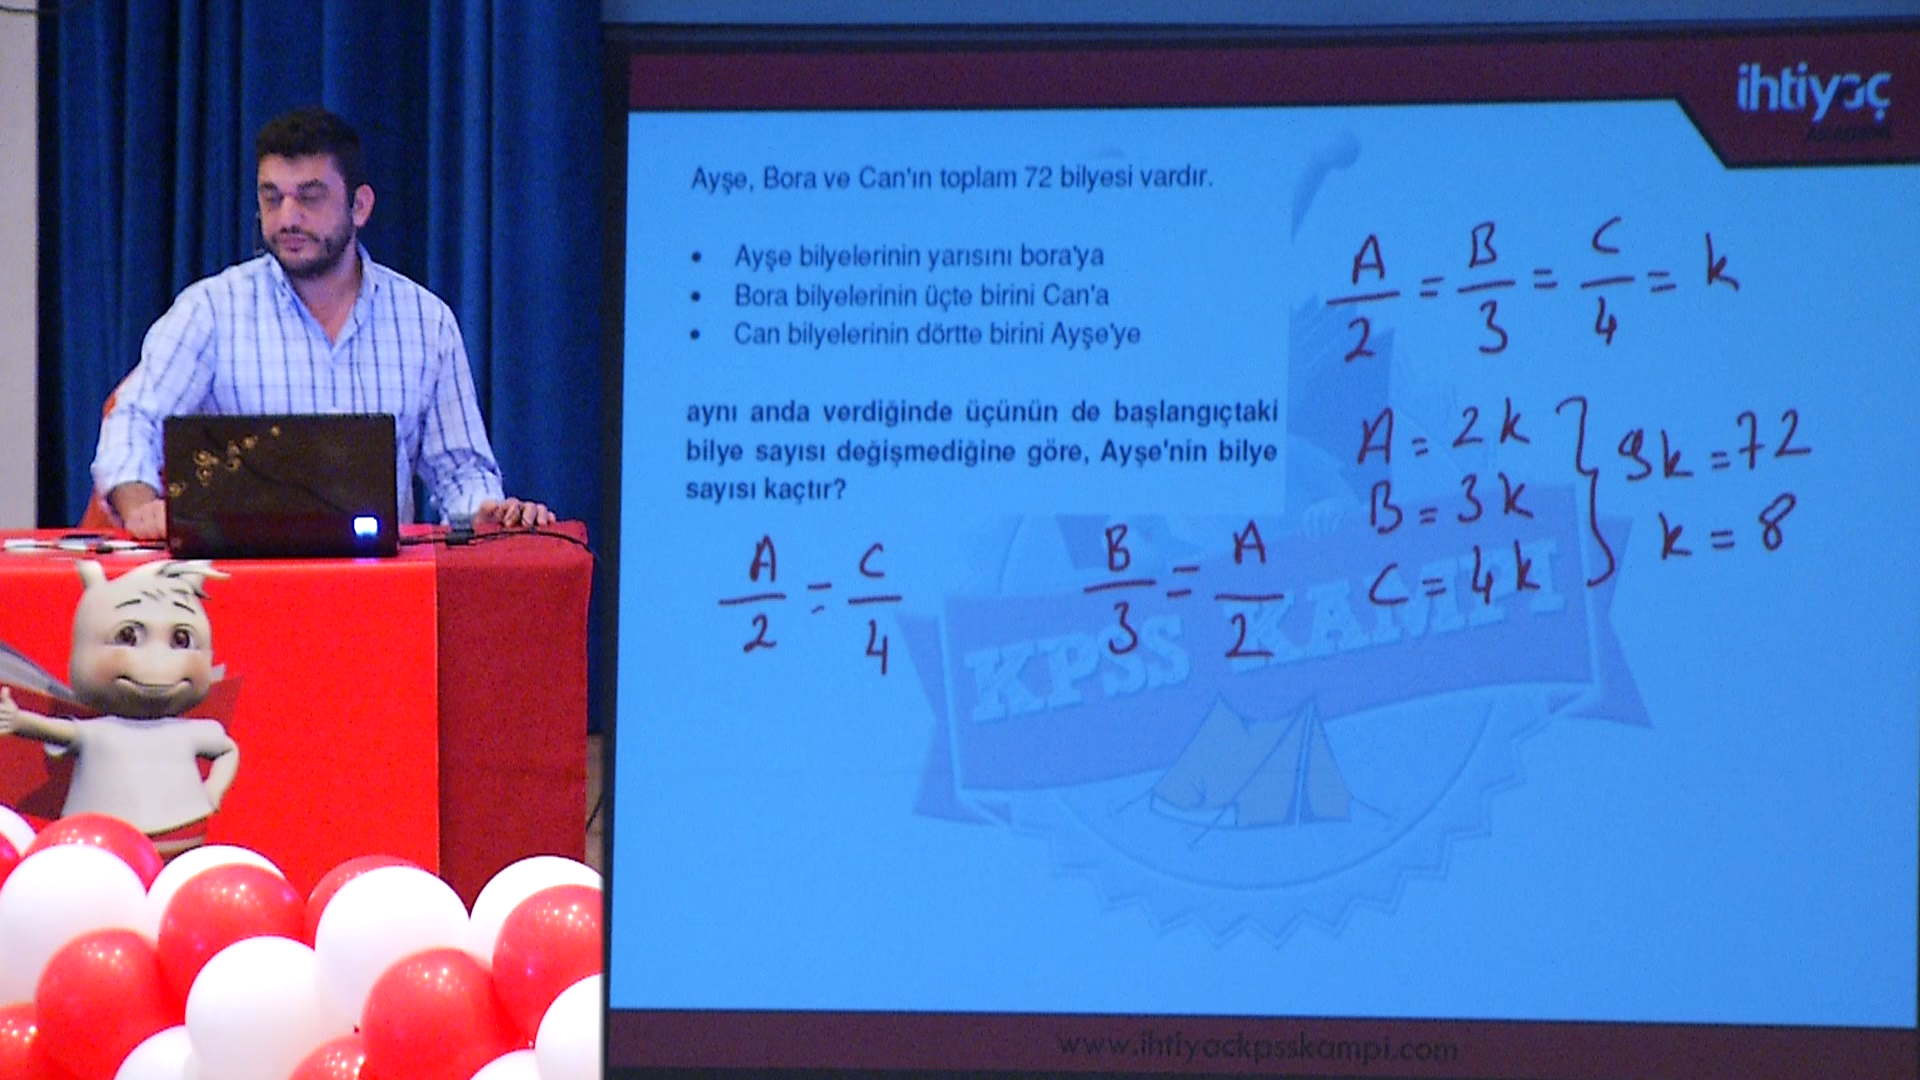 ihtiyaç
AKADEMİ
Ayşe, Bora ve Can'ın toplam 72 bilyesi vardır.
• Ayşe bilyelerinin yarısını bora'ya
• Bora bilyelerinin üçte birini Can'a
• Can bilyelerinin dörtte birini Ayşe'ye
aynı anda verdiğinde üçünün de başlangıçtaki
bilye sayısı değişmediğine göre, Ayşe'nin bilye
sayısı kaçtır?
A/2 = C/4
B/3 = A/2
A/2 = B/3 = C/4 = k
A = 2k
B = 3k
C = 4k
9k = 72
k = 8
KPSS KAMPI
www.ihtiyackpsskampi.com